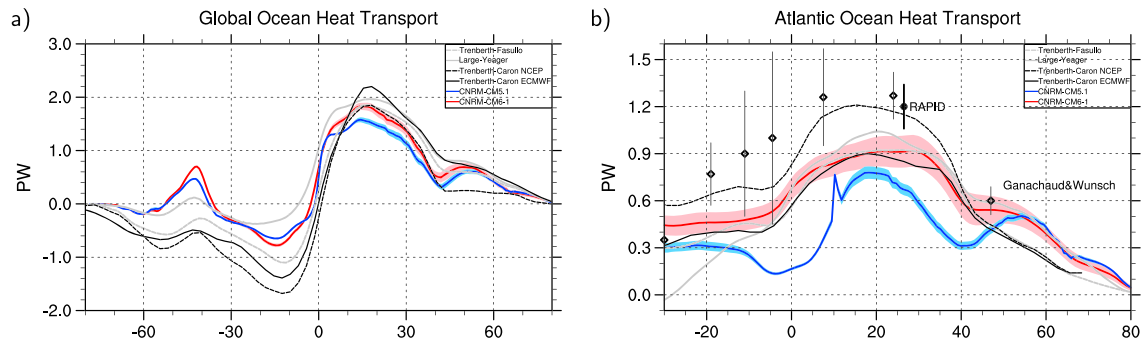 a)
Global Ocean Heat Transport
3.0
2.0
1.0
0.0
-1.0
-2.0
PW
-60
-30
0
30
60
Trenberth-Fasullo
Large-Yeager
Trenberth-Caron NCEP
Trenberth-Caron ECMWF
CNRM-CM5.1
CNRM-CM6-1
b)
Atlantic Ocean Heat Transport
1.5
1.2
0.9
0.6
0.3
0.0
PW
-20
0
20
40
60
80
Trenberth-Fasullo
Large-Yeager
Trenberth-Caron NCEP
Trenberth-Caron ECMWF
CNRM-CM5.1
CNRM-CM6-1
RAPID
Ganachaud&Wunsch